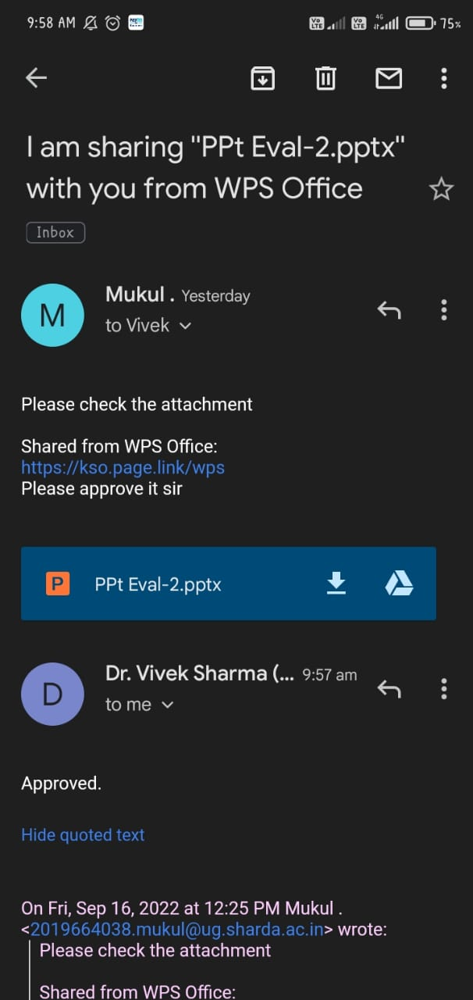 9:58 AM
4G
75%
I am sharing "PPt Eval-2.pptx"
with you from WPS Office
Inbox
M
Mukul . Yesterday
to Vivek
Please check the attachment
Shared from WPS Office:
https://kso.page.link/wps
Please approve it sir
P PPt Eval-2.pptx
D
Dr. Vivek Sharma (... 9:57 am
to me
Approved.
Hide quoted text
On Fri, Sep 16, 2022 at 12:25 PM Mukul .
<2019664038.mukul@ug.sharda.ac.in> wrote:
Please check the attachment
Shared from WPS Office: